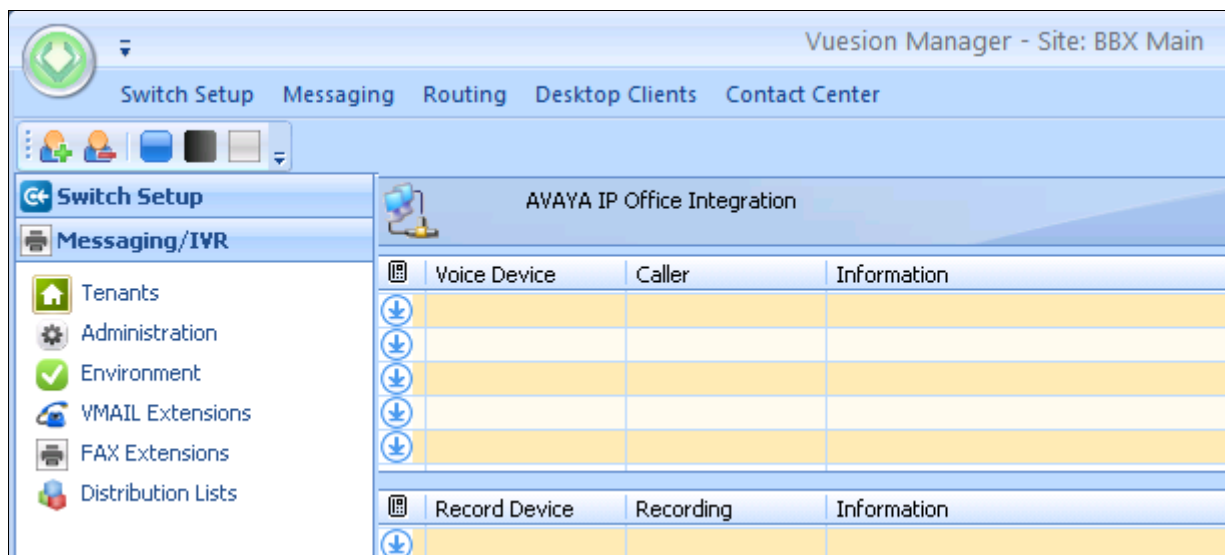 Vuesion Manager - Site: BBX Main
Switch Setup Messaging Routing Desktop Clients Contact Center
Switch Setup
AVAYA IP Office Integration
Messaging/IVR
Voice Device Caller Information
Tenants
Administration
Environment
VMAIL Extensions
FAX Extensions
Distribution Lists
Record Device Recording Information